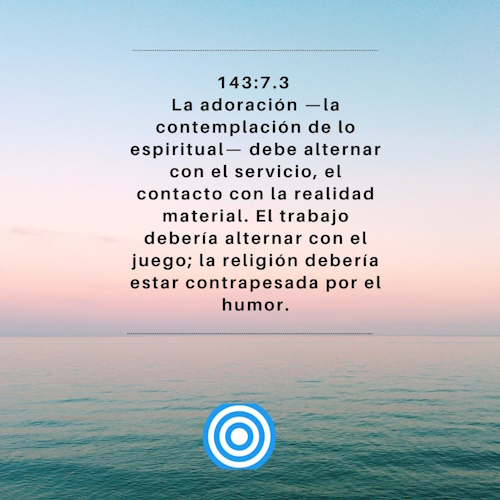 143:7.3
La adoración —la
contemplación de lo
espiritual— debe alternar
con el servicio, el
contacto con la realidad
material. El trabajo
debería alternar con el
juego; la religión debería
estar contrapesada por el
humor.